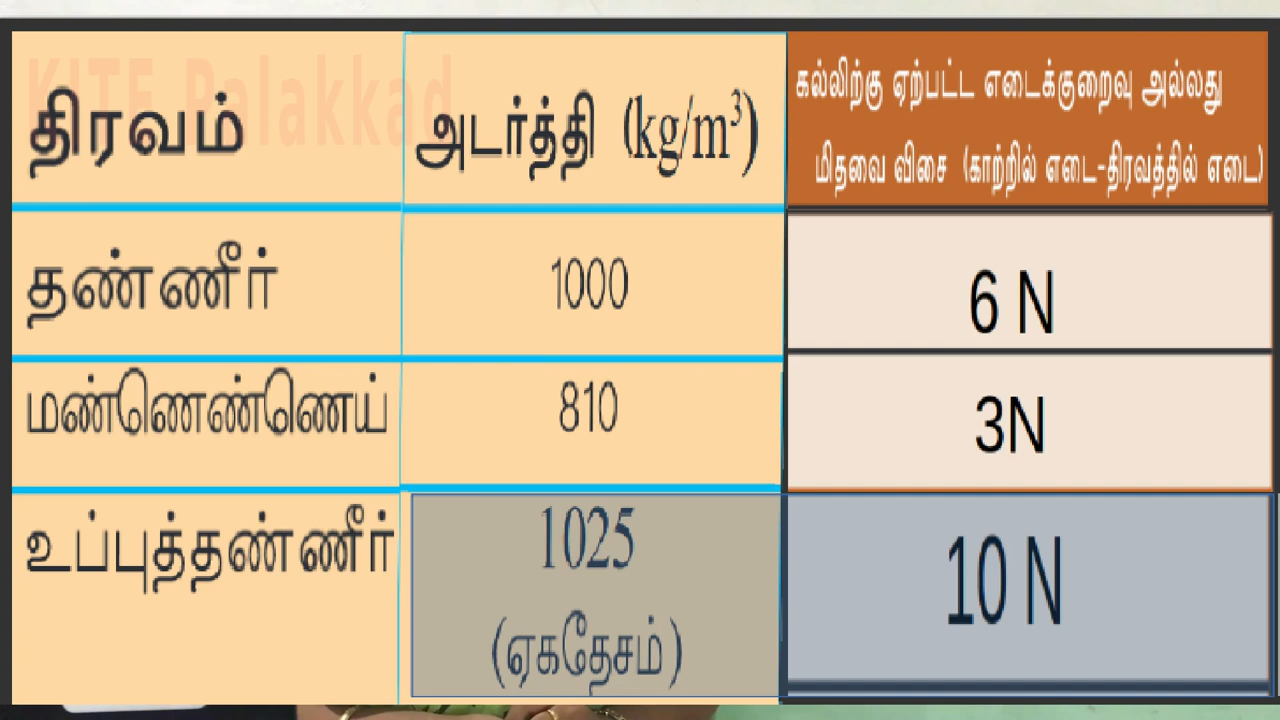 KITE Palakkad
திரவம்
அடர்த்தி (kg/m³)
கல்லிற்கு ஏற்பட்ட எடைக்குறைவு அல்லது
மிதவை விசை (காற்றில் எடை-திரவத்தில் எடை)
தண்ணீர்
1000
6 N
மண்ணெண்ணெய்
810
3N
உப்புத்தண்ணீர்
1025
(ஏகதேசம்)
10 N